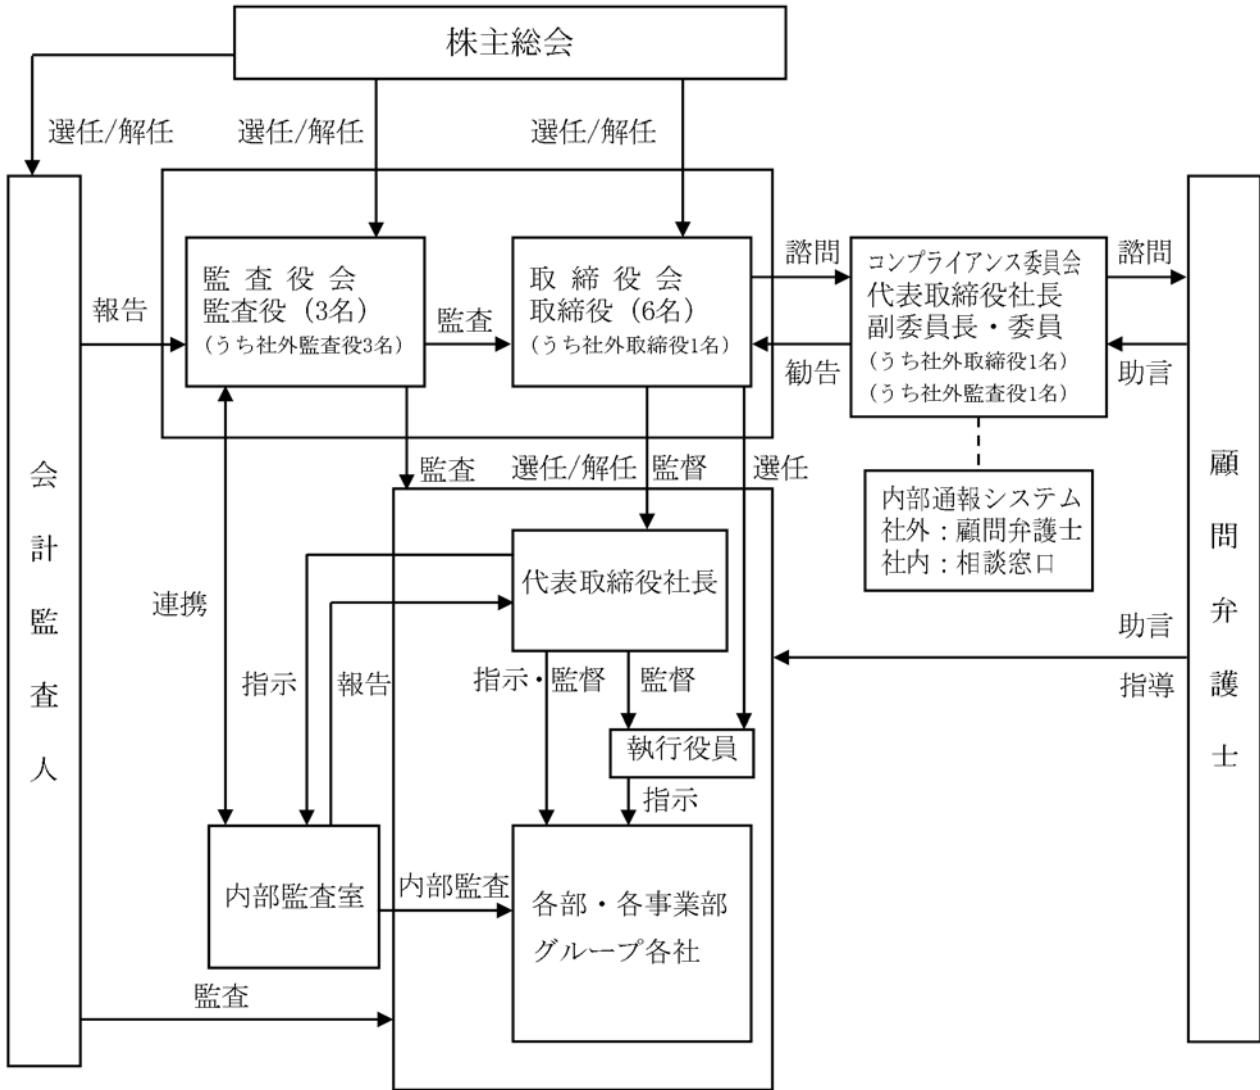 株主総会
選任/解任
選任/解任
選任/解任
監査役会
監査役（3名）
（うち社外監査役3名）
取締役会
取締役（6名）
（うち社外取締役1名）
コンプライアンス委員会
代表取締役社長
副委員長・委員
（うち社外取締役1名）
（うち社外監査役1名）
諮問
諮問
報告
監査
勧告
助言
監査
選任/解任
監督
選任
内部通報システム
社外：顧問弁護士
社内：相談窓口
会計監査人
顧問弁護士
代表取締役社長
連携
助言
指示
報告
指示・監督
監督
指導
執行役員
指示
内部監査室
内部監査
各部・各事業部
グループ各社
監査